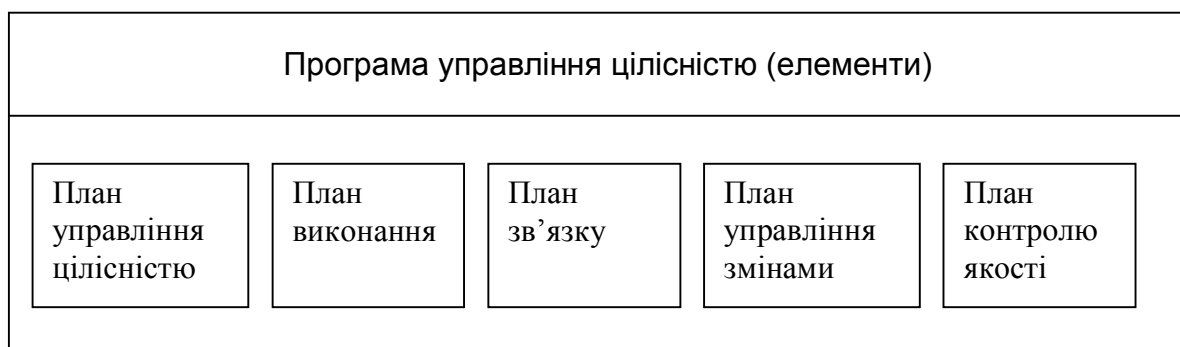 Програма управління цілісністю (елементи)
План
управління
цілісністю
План
виконання
План
зв’язку
План
управління
змінами
План
контролю
якості